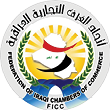 اتحاد الغرف التجارية العراقية
FEDERATION OF IRAQI CHAMBERS OF COMMERCE
FICC